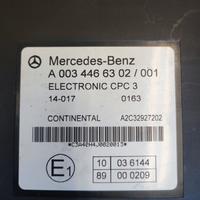 Mercedes-Benz
A 003 446 63 02 / 001
ELECTRONIC CPC 3
14-017 0163
CONTINENTAL A2C32927202
*C3A40H4J0020013*
E1
10 03 6144
89 00 0209